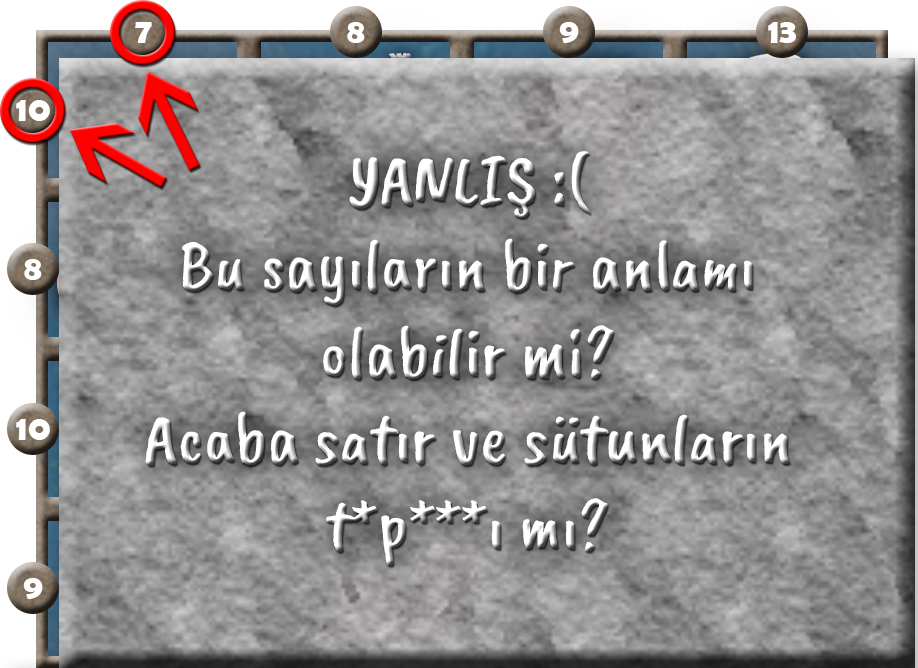 7 8 9 13
10
YANLIŞ :(
Bu sayıların bir anlamı
8
olabilir mi?
10
Acaba satır ve sütunların
t*p***ı mı?
9